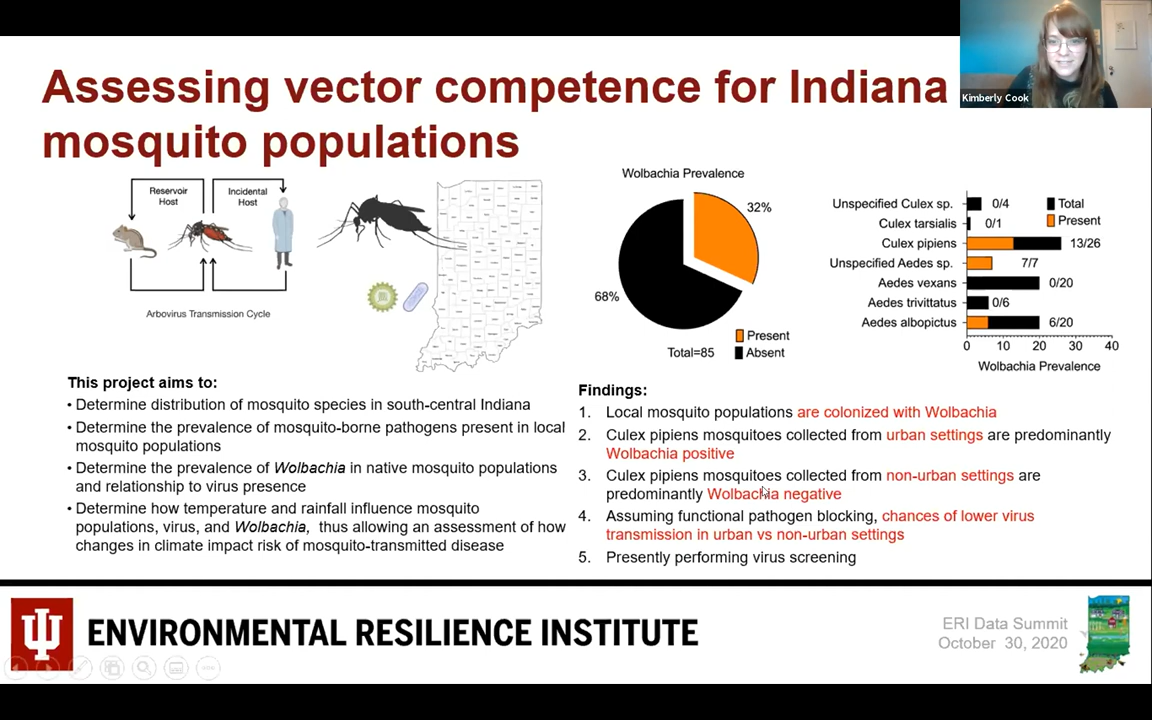 Kimberly Cook
Assessing vector competence for Indiana
mosquito populations
Reservoir
Host
Incidental
Host
Arbovirus Transmission Cycle
Wolbachia Prevalence
32%
68%
Total=85
Present
Absent
Unspecified Culex sp.
0/4
Culex tarsialis
0/1
Culex pipiens
13/26
Unspecified Aedes sp.
7/7
Aedes vexans
0/20
Aedes trivittatus
0/6
Aedes albopictus
6/20
Total
Present
0 10 20 30 40
Wolbachia Prevalence
This project aims to:
• Determine distribution of mosquito species in south-central Indiana
• Determine the prevalence of mosquito-borne pathogens present in local
mosquito populations
• Determine the prevalence of Wolbachia in native mosquito populations
and relationship to virus presence
• Determine how temperature and rainfall influence mosquito
populations, virus, and Wolbachia, thus allowing an assessment of how
changes in climate impact risk of mosquito-transmitted disease
Findings:
1. Local mosquito populations are colonized with Wolbachia
2. Culex pipiens mosquitoes collected from urban settings are predominantly
Wolbachia positive
3. Culex pipiens mosquitoes collected from non-urban settings are
predominantly Wolbachia negative
4. Assuming functional pathogen blocking, chances of lower virus
transmission in urban vs non-urban settings
5. Presently performing virus screening
ENVIRONMENTAL RESILIENCE INSTITUTE
ERI Data Summit
October 30, 2020